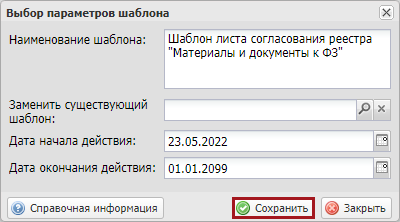 Выбор параметров шаблона
Наименование шаблона:
Шаблон листа согласования реестра
"Материалы и документы к ФЗ"
Заменить существующий
шаблон:
Дата начала действия:
23.05.2022
Дата окончания действия:
01.01.2099
Справочная информация
Сохранить
Закрыть